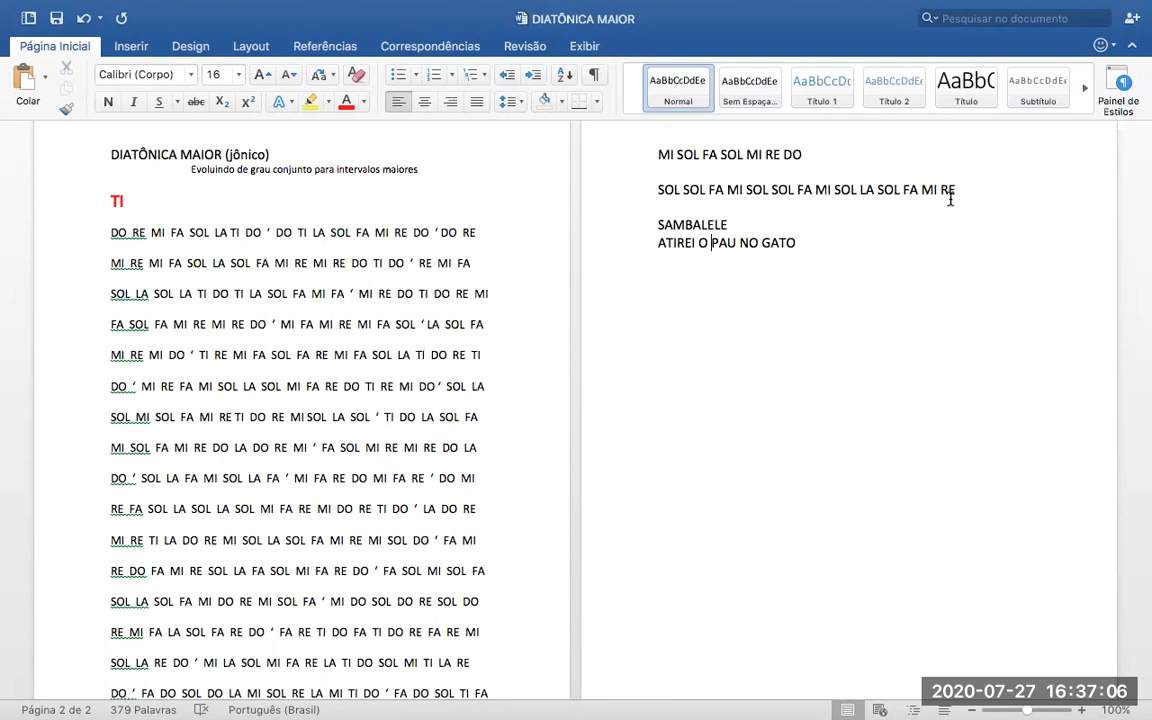 DIATÔNICA MAIOR
Pesquisar no documento
Página Inicial Inserir Design Layout Referências Correspondências Revisão Exibir
Calibri (Corpo) 16
Colar
N I S abc X₂ X² A A
AaBbCcDdEe AaBbCcDdEe AaBbCcDc AaBbCcDdE AaBbC AaBbCcDdEe
Normal Sem Espaça... Título 1 Título 2 Título Subtítulo
Painel de
Estilos
DIATÔNICA MAIOR (jônico)
Evoluindo de grau conjunto para intervalos maiores
TI
DO RE MI FA SOL LA TI DO ‘ DO TI LA SOL FA MI RE DO ‘DO RE
MI RE MI FA SOL LA SOL FA MI RE MI RE DO TI DO ‘ RE MI FA
SOL LA SOL LA TI DO TI LA SOL FA MI FA ‘ MI RE DO TI DO RE MI
FA SOL FA MI RE MI RE DO ‘ MI FA MI RE MI FA SOL ‘LA SOL FA
MI RE MI DO ‘ TI RE MI FA SOL FA RE MI FA SOL LA TI DO RE TI
DO ‘ MI RE FA MI SOL LA SOL MI FA RE DO TI RE MI DO‘ SOL LA
SOL MI SOL FA MI RE TI DO RE MI SOL LA SOL ‘ TI DO LA SOL FA
MI SOL FA MI RE DO LA DO RE MI ‘ FA SOL MI RE MI RE DO LA
DO ‘ SOL LA FA MI SOL LA FA ‘ MI FA RE DO MI FA RE ‘ DO MI
RE FA SOL LA SOL LA SOL MI FA RE MI DO RE TI DO ‘ LA DO RE
MI RE TI LA DO RE MI SOL LA SOL FA MI RE MI SOL DO ‘ FA MI
RE DO FA MI RE SOL LA FA SOL MI FA RE DO ‘ FA SOL MI SOL FA
SOL LA SOL FA MI DO RE MI SOL FA ‘ MI DO SOL DO RE SOL DO
RE MI FA LA SOL FA RE DO ‘ FA RE TI DO FA TI DO RE FA RE MI
SOL LA RE DO ‘ MI LA SOL MI FA RE LA TI DO SOL MI TI LA RE
DO ‘ FA DO SOL DO LA MI SOL RE LA MI TI DO ‘ FA DO SOL TI FA
MI SOL FA SOL MI RE DO
SOL SOL FA MI SOL SOL FA MI SOL LA SOL FA MI RE
SAMBALELE
ATIREI O PAU NO GATO
2020-07-27 16:37:06
Página 2 de 2 379 Palavras Português (Brasil) 100%